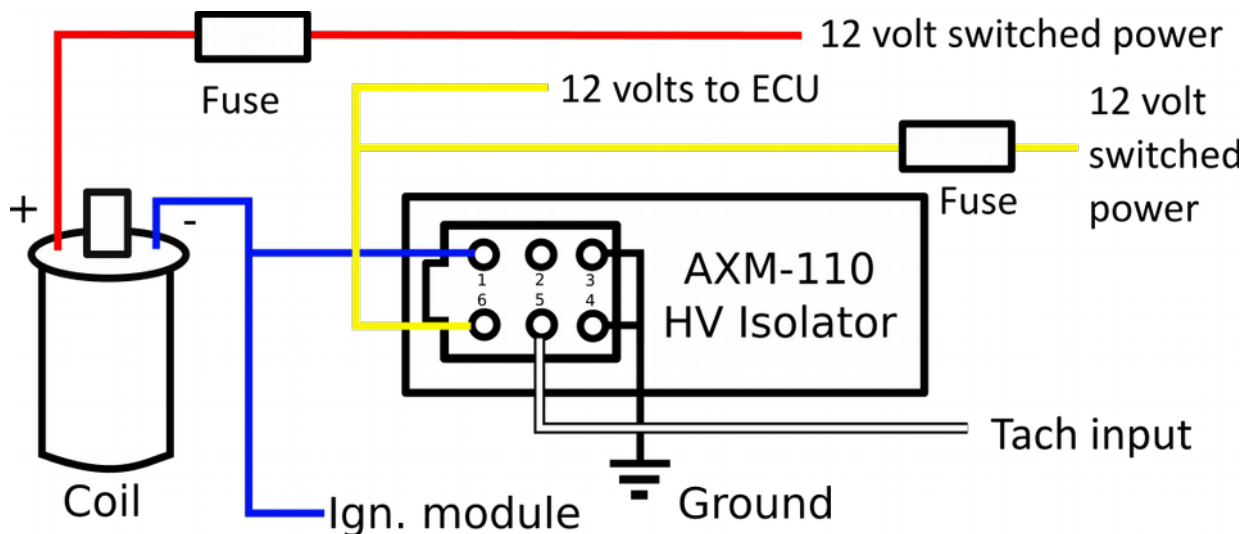 12 volt switched power
Fuse
12 volts to ECU
12 volt
switched
power
Fuse
+
-
1 2 3
6 5 4
AXM-110
HV Isolator
Tach input
Coil
Ign. module
Ground